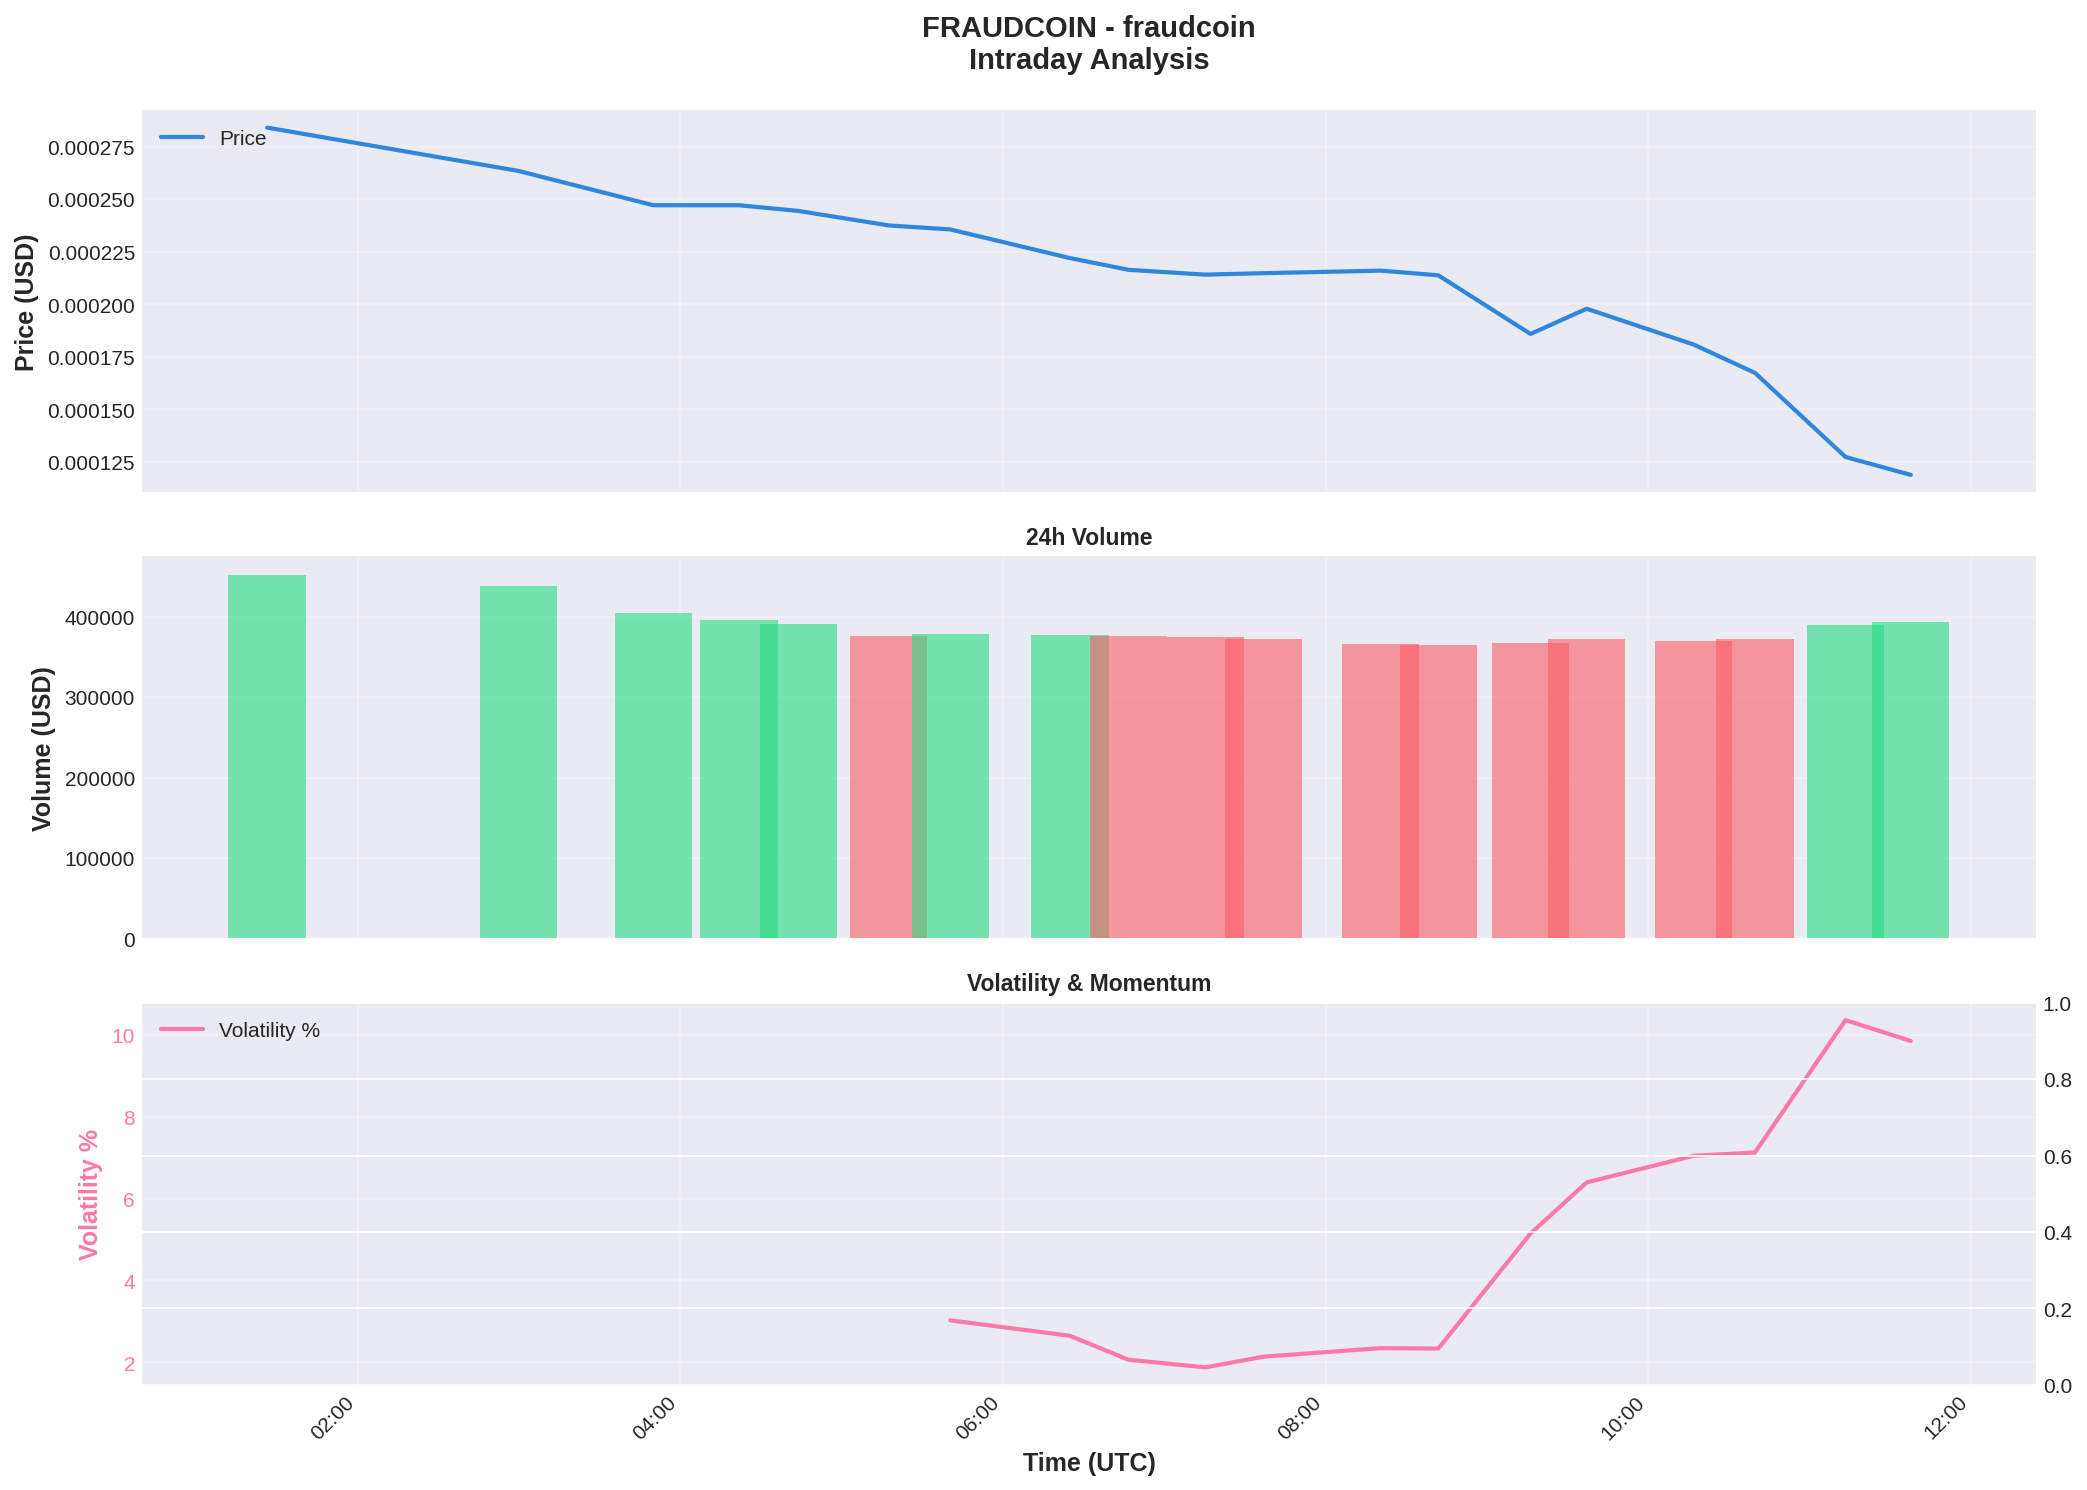 FRAUDCOIN - fraudcoin
Intraday Analysis
Price
0.000275
0.000250
0.000225
0.000200
0.000175
0.000150
0.000125
Price (USD)
24h Volume
400000
300000
200000
100000
0
Volume (USD)
Volatility & Momentum
Volatility %
10
8
6
4
2
Volatility %
1.0
0.8
0.6
0.4
0.2
0.0
02:00
04:00
06:00
08:00
10:00
12:00
Time (UTC)